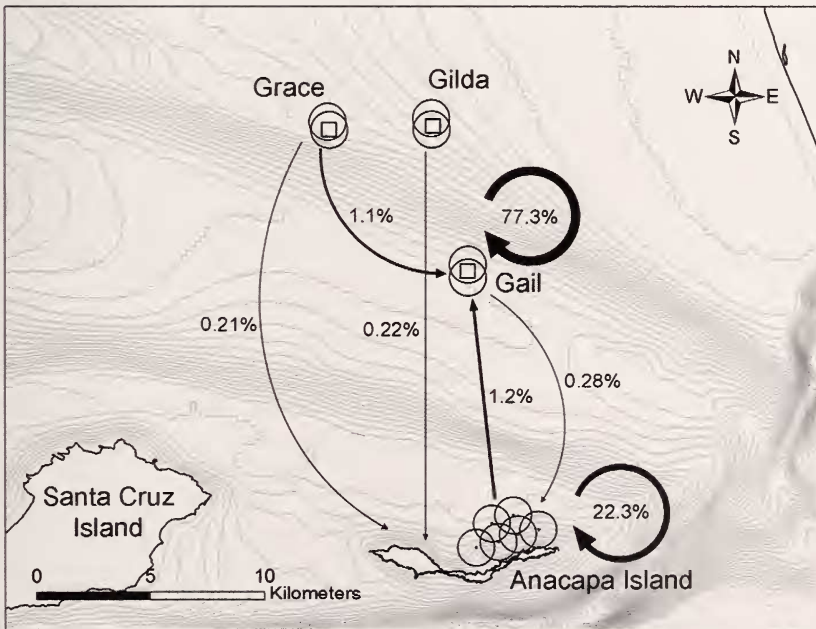 Grace
Gilda
N
W E
S
1.1%
77.3%
Gail
0.21%
0.22%
0.28%
1.2%
Santa Cruz
Island
22.3%
0 5 10
Kilometers
Anacapa Island